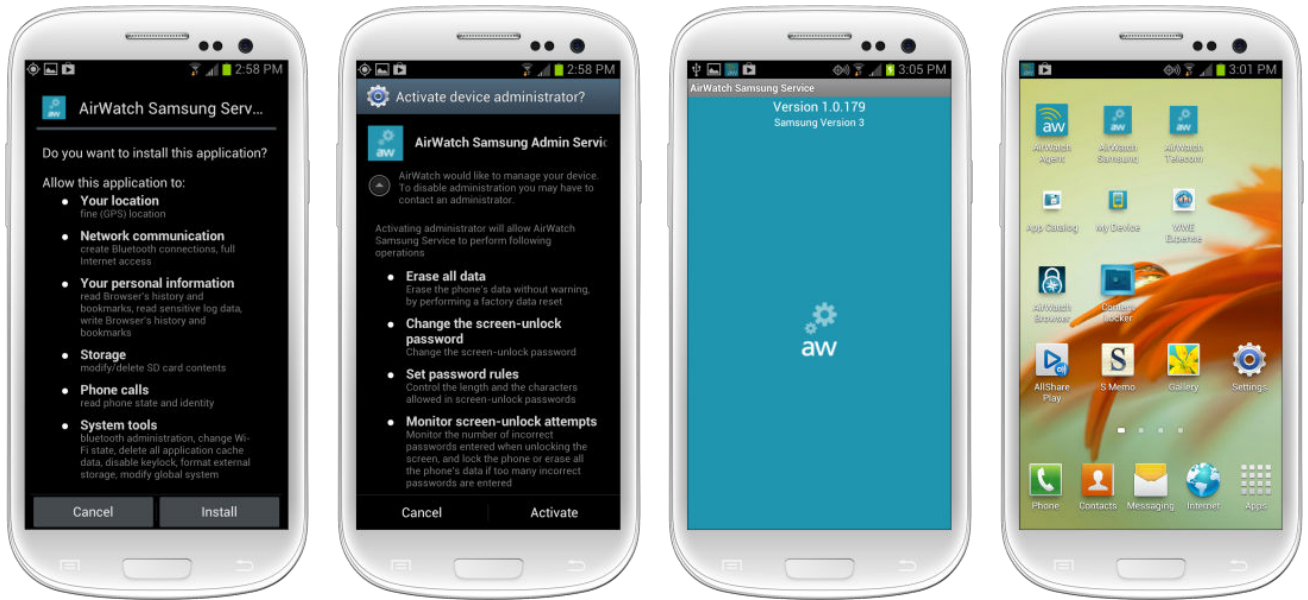 2:58 PM
AirWatch Samsung Serv...
Do you want to install this application?
Allow this application to:
• Your location
fine (GPS) location
• Network communication
create Bluetooth connections, full
Internet access
• Your personal information
read Browser's history and
bookmarks, read sensitive log data,
write Browser's history and
bookmarks
• Storage
modify/delete SD card contents
• Phone calls
read phone state and identity
• System tools
bluetooth administration, change Wi-
Fi state, delete all application cache
data, disable keylock, format external
storage, modify global system
Cancel
Install
2:58 PM
Activate device administrator?
aw
AirWatch Samsung Admin Servic
AirWatch would like to manage your device.
To disable administration you may have to
contact an administrator.
Activating administrator will allow AirWatch
Samsung Service to perform following
operations
• Erase all data
Erase the phone's data without warning,
by performing a factory data reset
• Change the screen-unlock
password
Change the screen-unlock password
• Set password rules
Control the length and the characters
allowed in screen-unlock passwords
• Monitor screen-unlock attempts
Monitor the number of incorrect
passwords entered when unlocking the
screen, and lock the phone or erase all
the phone's data if too many incorrect
passwords are entered
Cancel
Activate
3:05 PM
AirWatch Samsung Service
Version 1.0.179
Samsung Version 3
aw
3:01 PM
aw
aw
aw
AirWatch Agent
AirWatch Samsung
AirWatch Telecom
App Catalog
My Device
WWE Expense
AirWatch Browser
Content Locker
S
AllShare Play
S Memo
Gallery
Settings
Phone
Contacts
Messaging
Internet
Apps